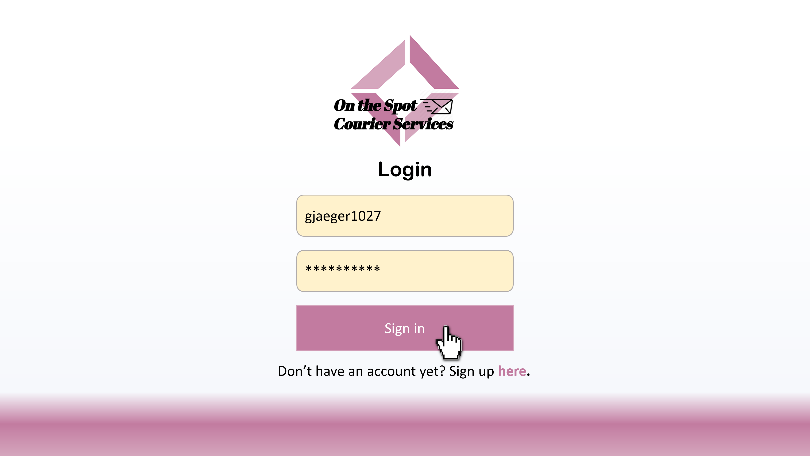 On the Spot
Courier Services
Login
gjaeger1027
**********
Sign in
Don’t have an account yet? Sign up here.